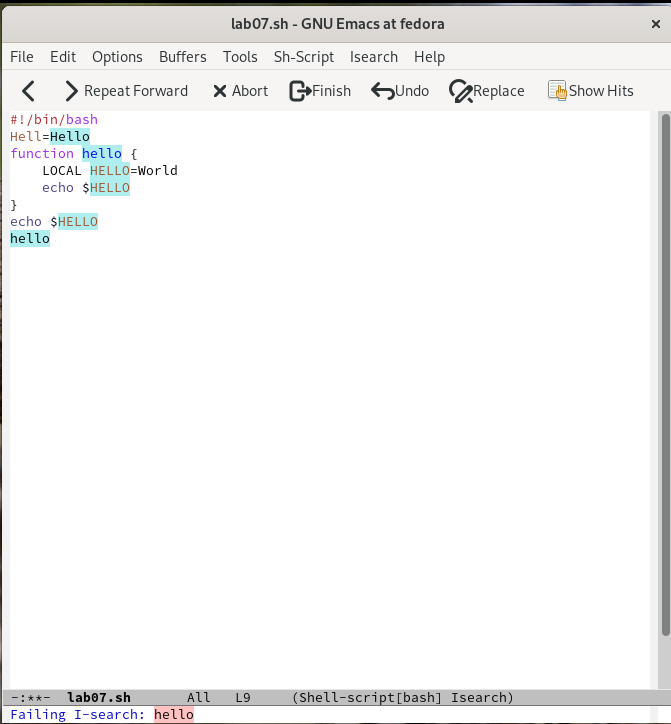 lab07.sh - GNU Emacs at fedora
File Edit Options Buffers Tools Sh-Script Isearch Help
Repeat Forward Abort Finish Undo Replace Show Hits
#!/bin/bash
Hell=Hello
function hello {
    LOCAL HELLO=World
    echo $HELLO
}
echo $HELLO
hello
-:**-  lab07.sh       All   L9     (Shell-script[bash] Isearch)
Failing I-search: hello